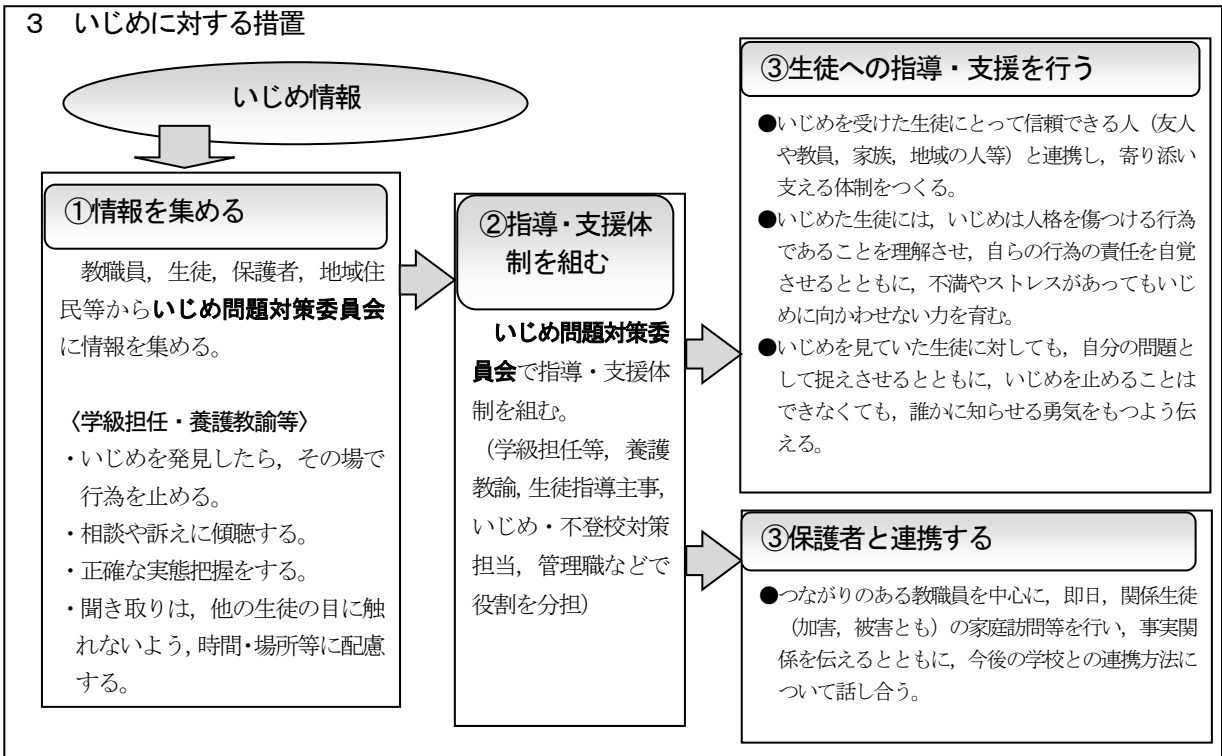 ３　いじめに対する措置
いじめ情報
①情報を集める
教職員，生徒，保護者，地域住
民等からいじめ問題対策委員会
に情報を集める。
〈学級担任・養護教諭等〉
・いじめを発見したら，その場で
行為を止める。
・相談や訴えに傾聴する。
・正確な実態把握をする。
・聞き取りは，他の生徒の目に触
れないよう，時間・場所等に配慮
する。
②指導・支援体
制を組む
いじめ問題対策委
員会で指導・支援体
制を組む。
（学級担任等，養護
教諭，生徒指導主事，
いじめ・不登校対策
担当，管理職などで
役割を分担）
③生徒への指導・支援を行う
●いじめを受けた生徒にとって信頼できる人（友人
や教員，家族，地域の人等）と連携し，寄り添い
支える体制をつくる。
●いじめた生徒には，いじめは人格を傷つける行為
であることを理解させ，自らの行為の責任を自覚
させるとともに，不満やストレスがあってもいじ
めに向かわせない力を育む。
●いじめを見ていた生徒に対しても，自分の問題と
して捉えさせるとともに，いじめを止めることは
できなくても，誰かに知らせる勇気をもつよう伝
える。
③保護者と連携する
●つながりのある教職員を中心に，即日，関係生徒
（加害，被害とも）の家庭訪問等を行い，事実関
係を伝えるとともに，今後の学校との連携方法に
ついて話し合う。